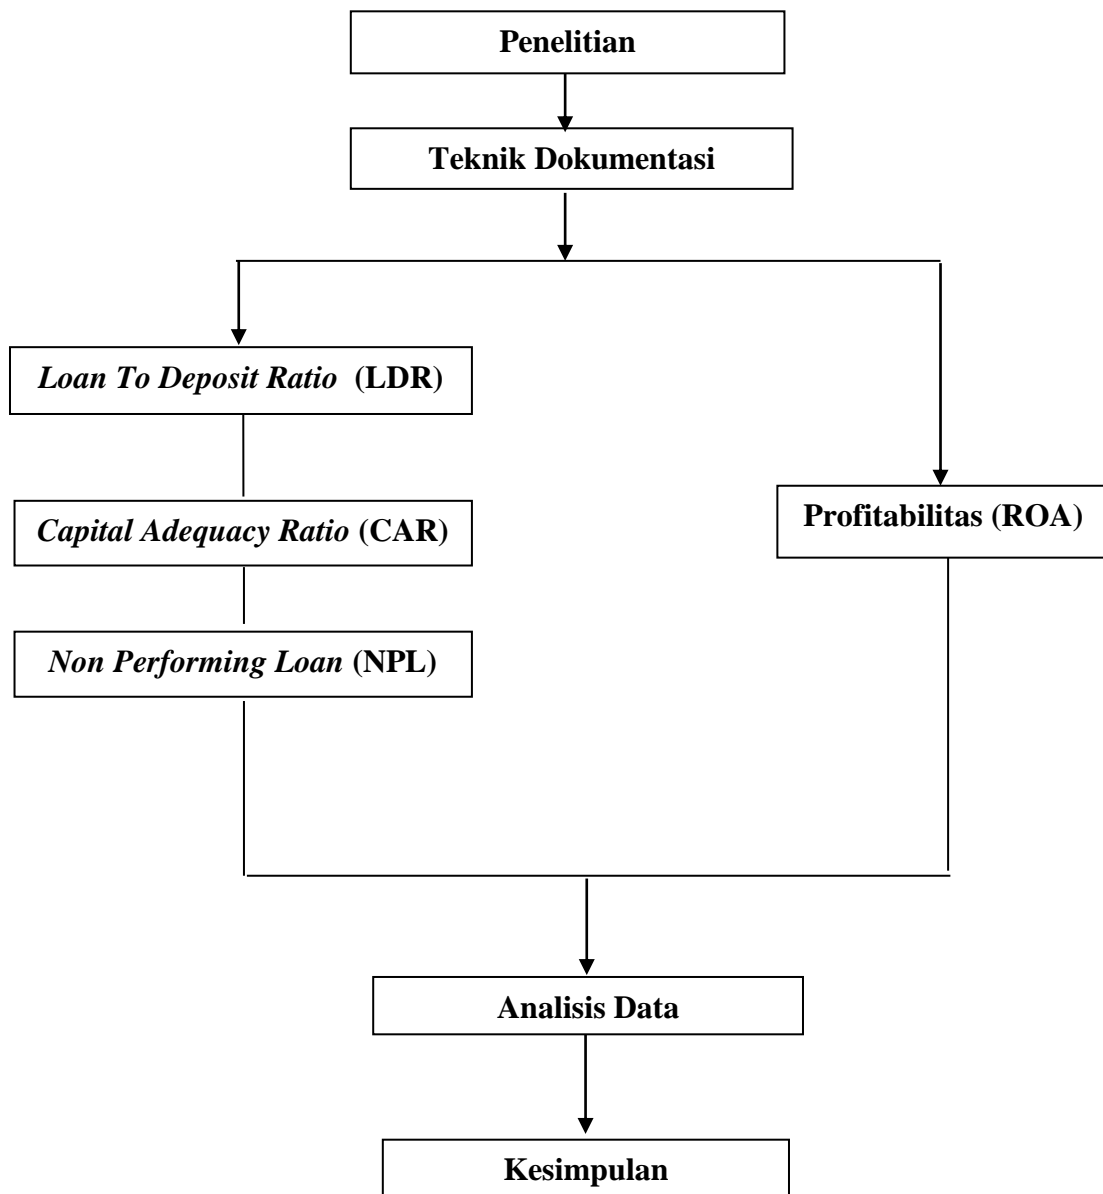 Penelitian
Teknik Dokumentasi
Loan To Deposit Ratio (LDR)
Capital Adequacy Ratio (CAR)
Profitabilitas (ROA)
Non Performing Loan (NPL)
Analisis Data
Kesimpulan